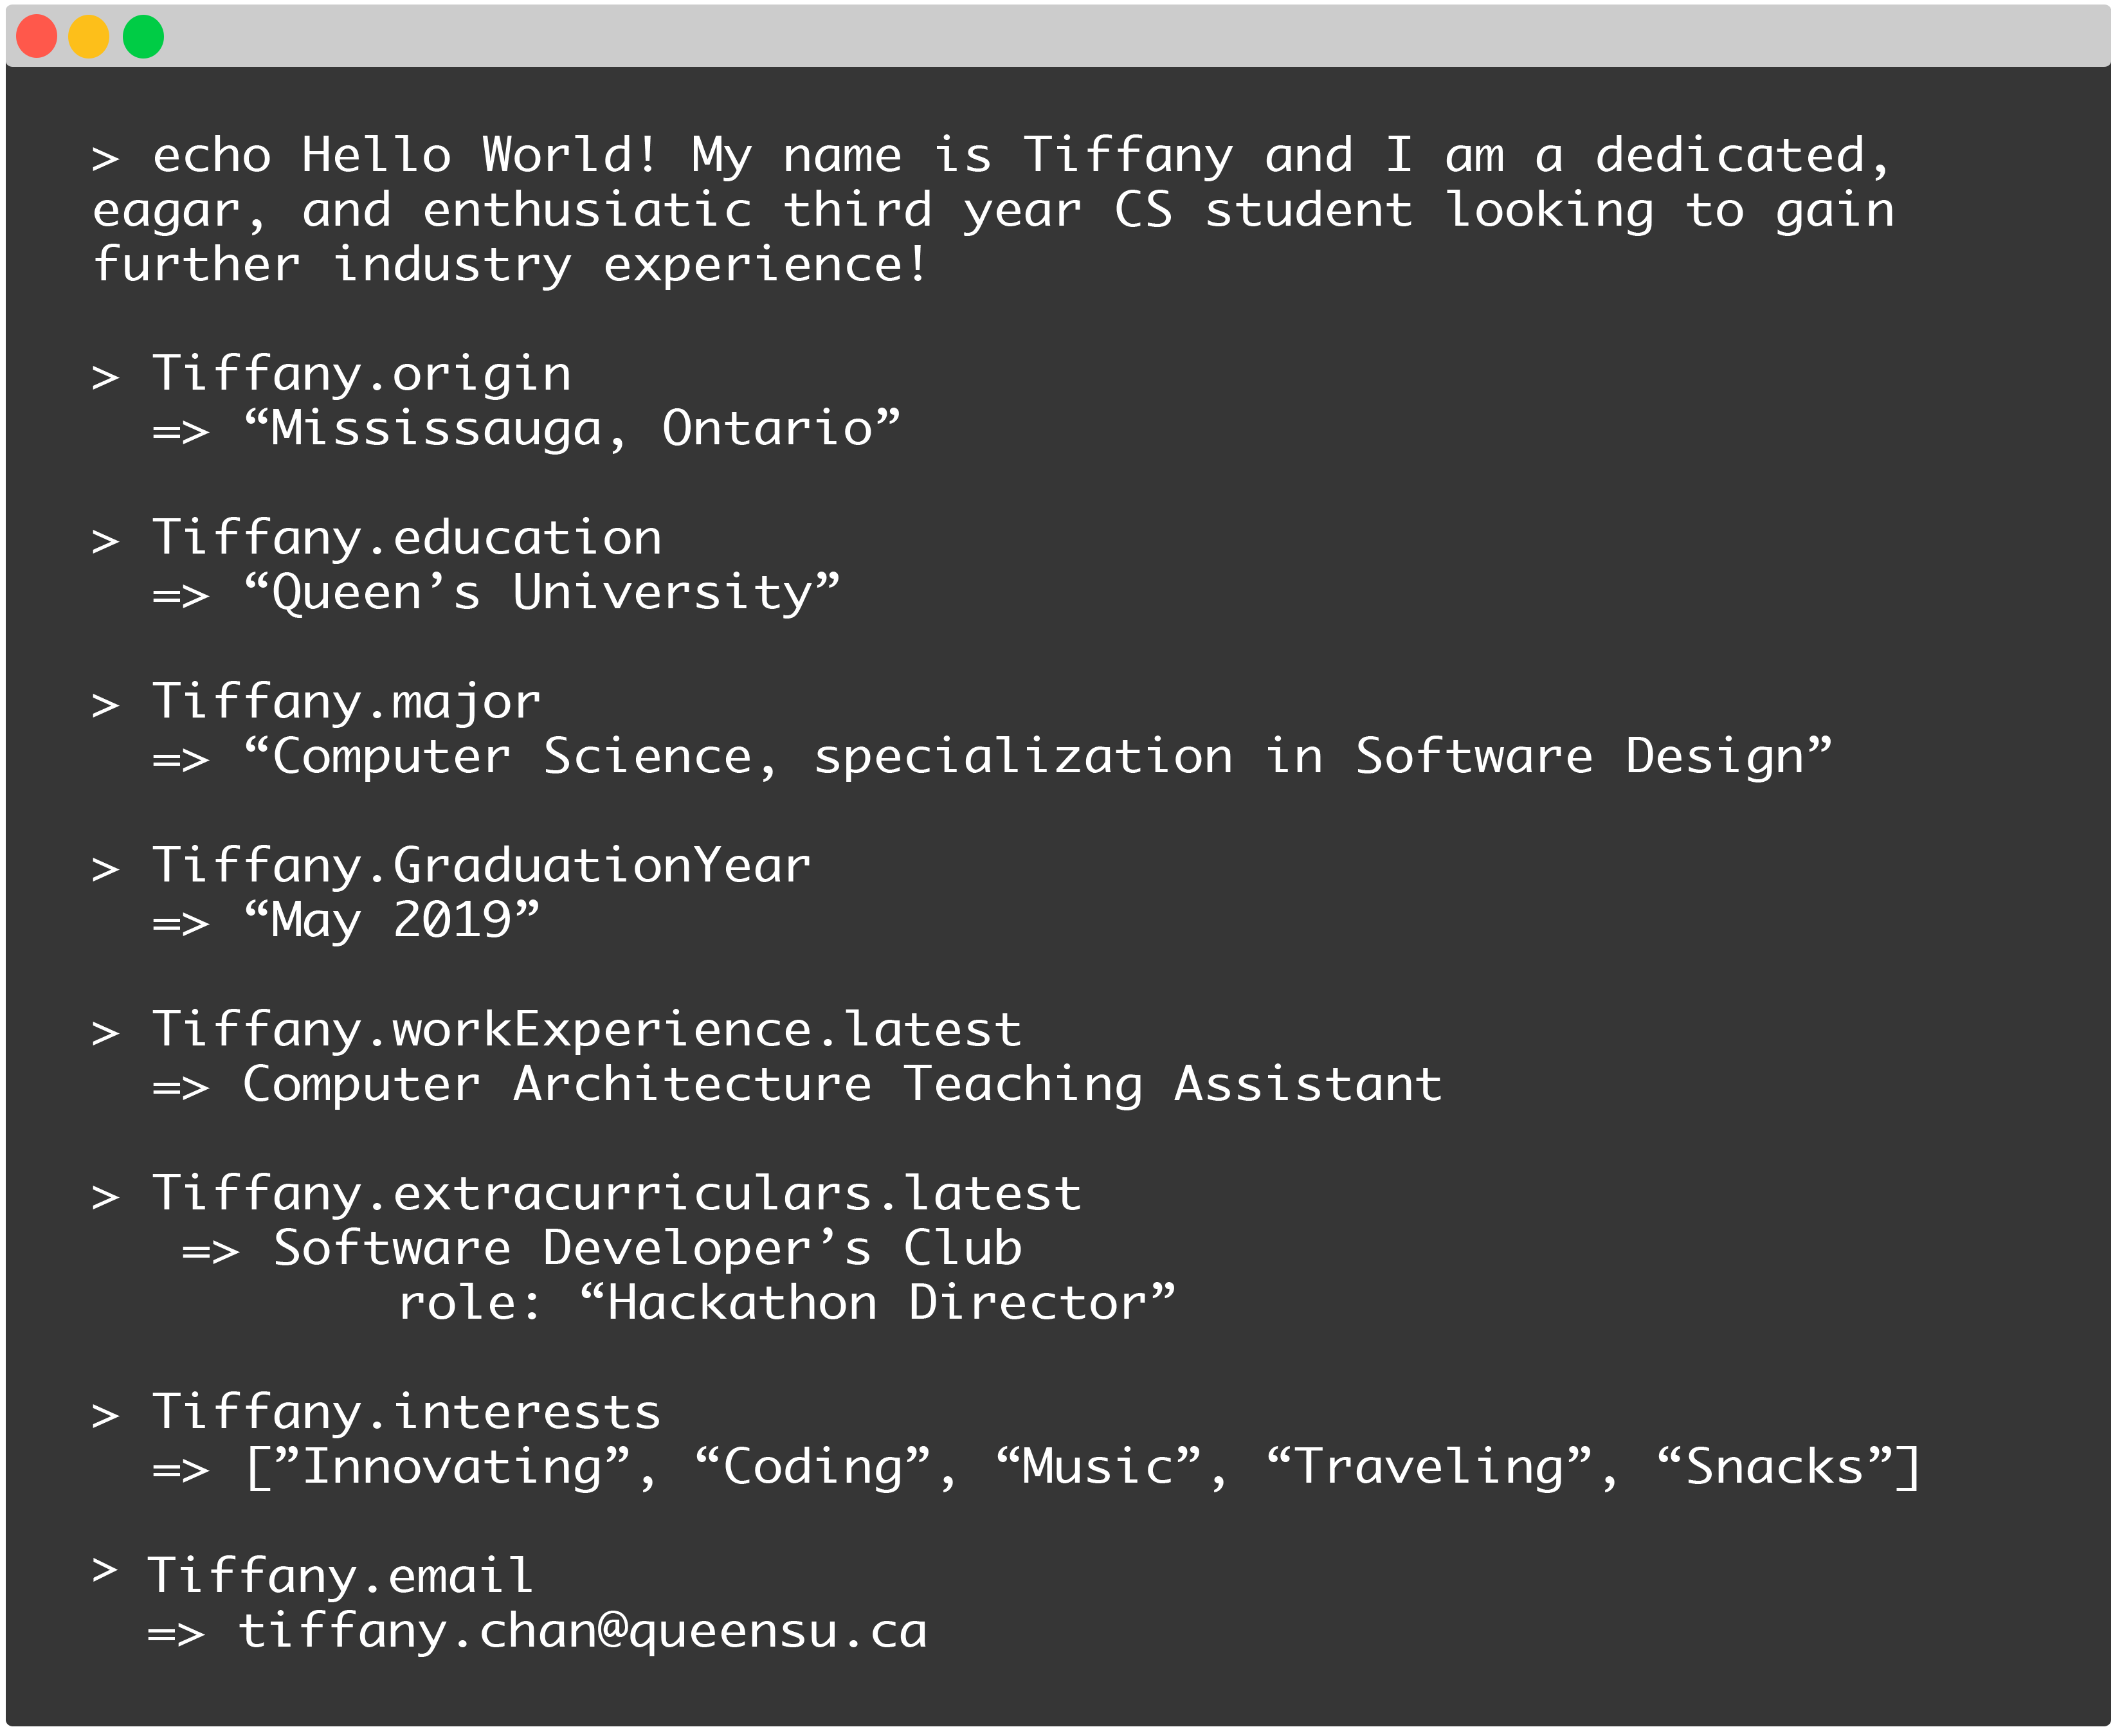 > echo Hello World! My name is Tiffany and I am a dedicated,
eagar, and enthusiatic third year CS student looking to gain
further industry experience!
> Tiffany.origin
=> “Mississauga, Ontario”
> Tiffany.education
=> “Queen’s University”
> Tiffany.major
=> “Computer Science, specialization in Software Design”
> Tiffany.GraduationYear
=> “May 2019”
> Tiffany.workExperience.latest
=> Computer Architecture Teaching Assistant
> Tiffany.extracurriculars.latest
=> Software Developer’s Club
role: “Hackathon Director”
> Tiffany.interests
=> [”Innovating”, “Coding”, “Music”, “Traveling”, “Snacks”]
> Tiffany.email
=> tiffany.chan@queensu.ca